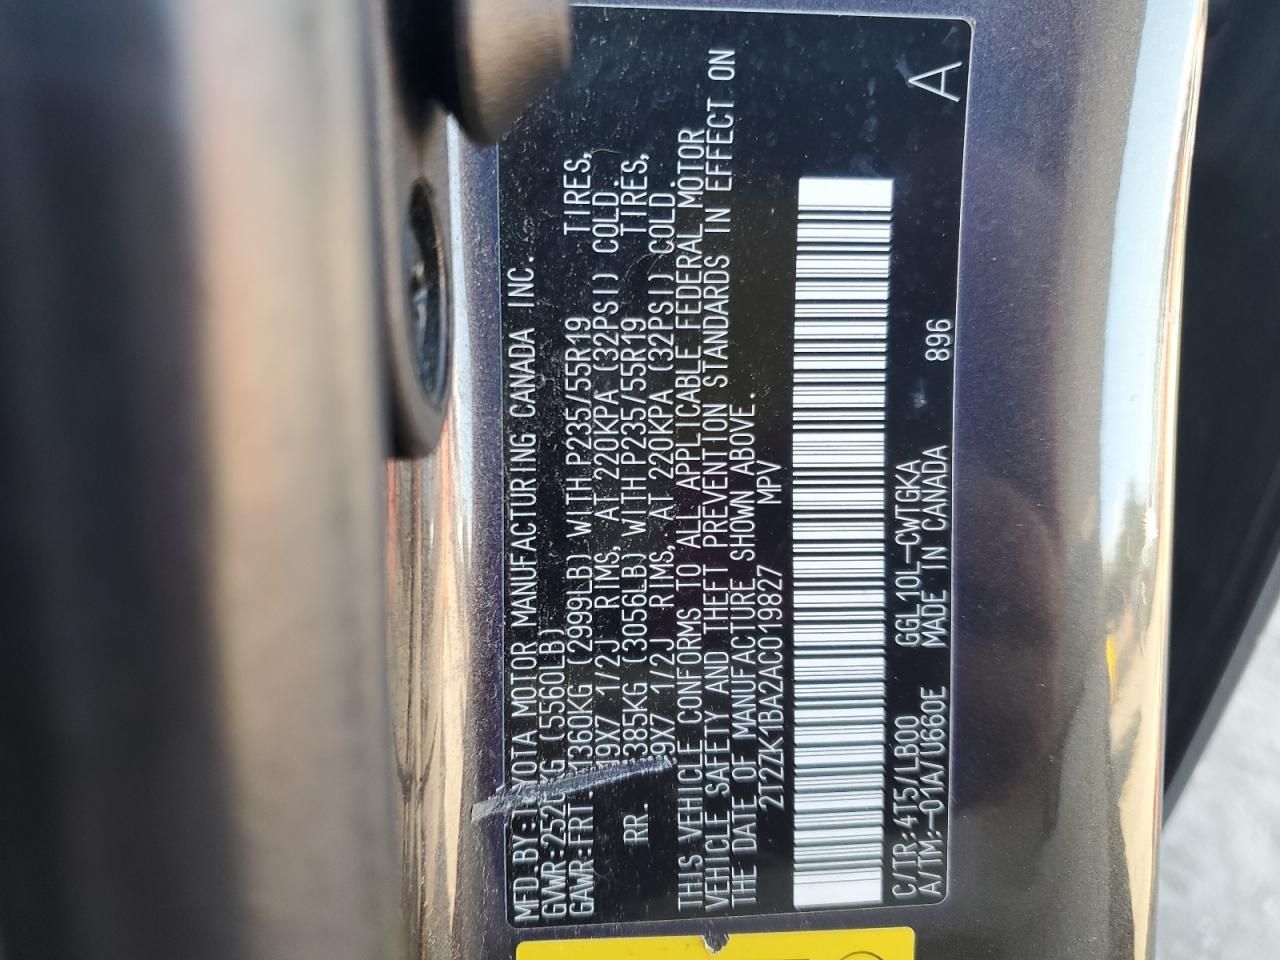 MFD.BY:TOYOTA MOTOR MANUFACTURING CANADA INC.
GVWR:2520KG (5560LB)
GAWR:FRT. 1360KG (2999LB) WITH P235/55R19 TIRES,
19X7 1/2J RIMS, AT 220KPA (32PSI) COLD.
RR. 1385KG (3056LB) WITH P235/55R19 TIRES,
19X7 1/2J RIMS, AT 220KPA (32PSI) COLD.
THIS VEHICLE CONFORMS TO ALL APPLICABLE FEDERAL MOTOR
VEHICLE SAFETY AND THEFT PREVENTION STANDARDS IN EFFECT ON
THE DATE OF MANUFACTURE SHOWN ABOVE.
2T2ZK1BA2AC019827 MPV
C/TR:4T5/LB00 GGL10L-CWTGKA
A/TM:-01A/U660E MADE IN CANADA 896 A